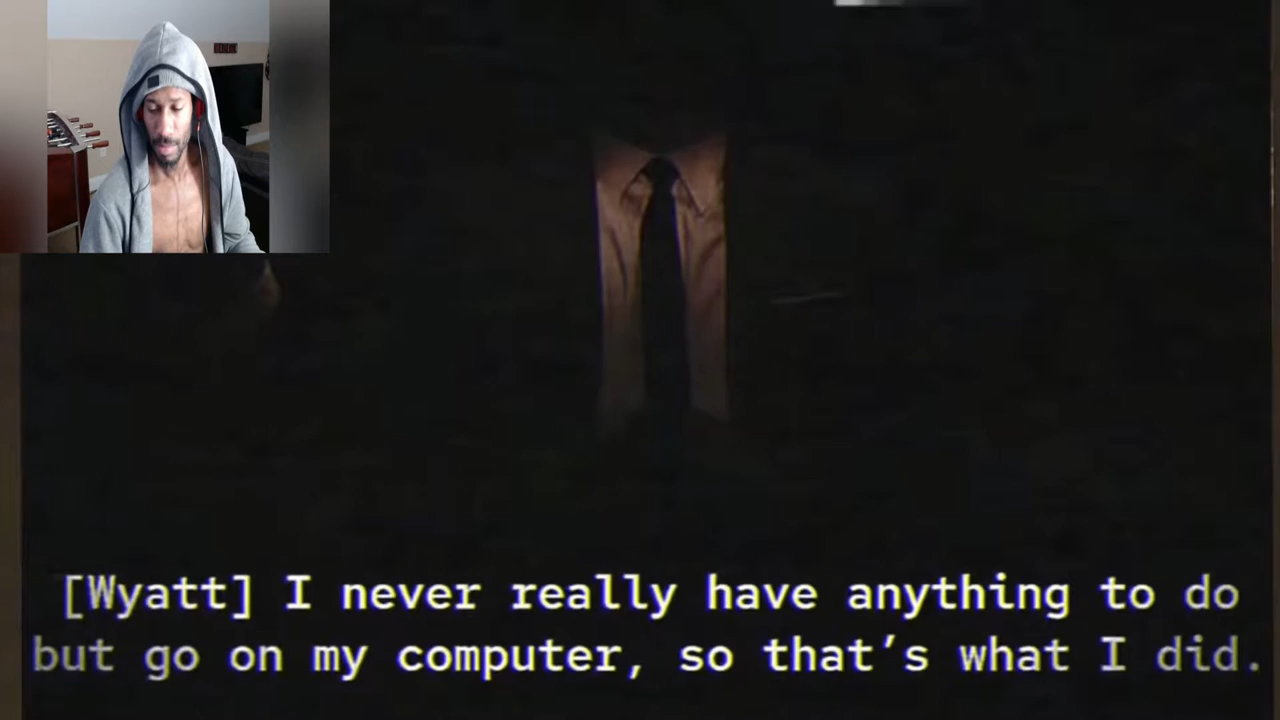 [Wyatt] I never really have anything to do
but go on my computer, so that's what I did.